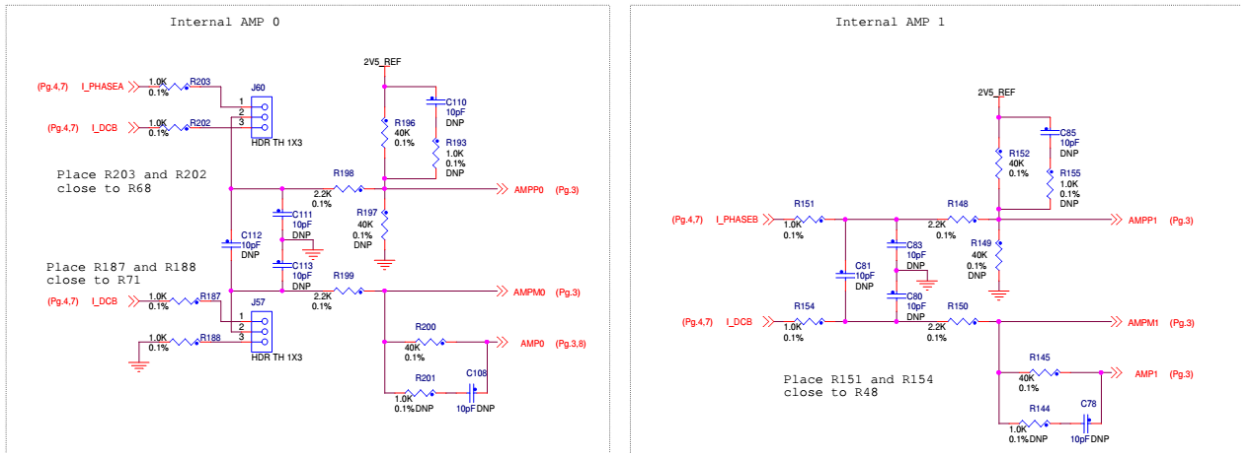 Internal AMP 0
(Pg.4,7) I_PHASEA
1.0K
0.1%
R203
J60
1
2
3
HDR TH 1X3
(Pg.4,7) I_DCB
1.0K
0.1%
R202
Place R203 and R202
close to R68
2V5_REF
C110
10pF
DNP
R196
40K
0.1%
R193
1.0K
0.1%
DNP
R198
2.2K
0.1%
AMPP0 (Pg.3)
C111
10pF
DNP
R197
40K
0.1%
DNP
C112
10pF
DNP
C113
10pF
DNP
Place R187 and R188
close to R71
R199
2.2K
0.1%
AMPM0 (Pg.3)
(Pg.4,7) I_DCB
1.0K
0.1%
R187
J57
1
2
3
HDR TH 1X3
1.0K
0.1%
R188
R200
40K
0.1%
AMP0 (Pg.3,8)
R201
1.0K
0.1%DNP
C108
10pFDNP
Internal AMP 1
2V5_REF
C85
10pF
DNP
R152
40K
0.1%
R155
1.0K
0.1%
DNP
(Pg.4,7) I_PHASEB
R151
1.0K
0.1%
R148
2.2K
0.1%
AMPP1 (Pg.3)
C83
10pF
DNP
R149
40K
0.1%
DNP
C81
10pF
DNP
C80
10pF
DNP
(Pg.4,7) I_DCB
R154
1.0K
0.1%
R150
2.2K
0.1%
AMPM1 (Pg.3)
Place R151 and R154
close to R48
R145
40K
0.1%
AMP1 (Pg.3)
R144
1.0K
0.1%DNP
C78
10pFDNP